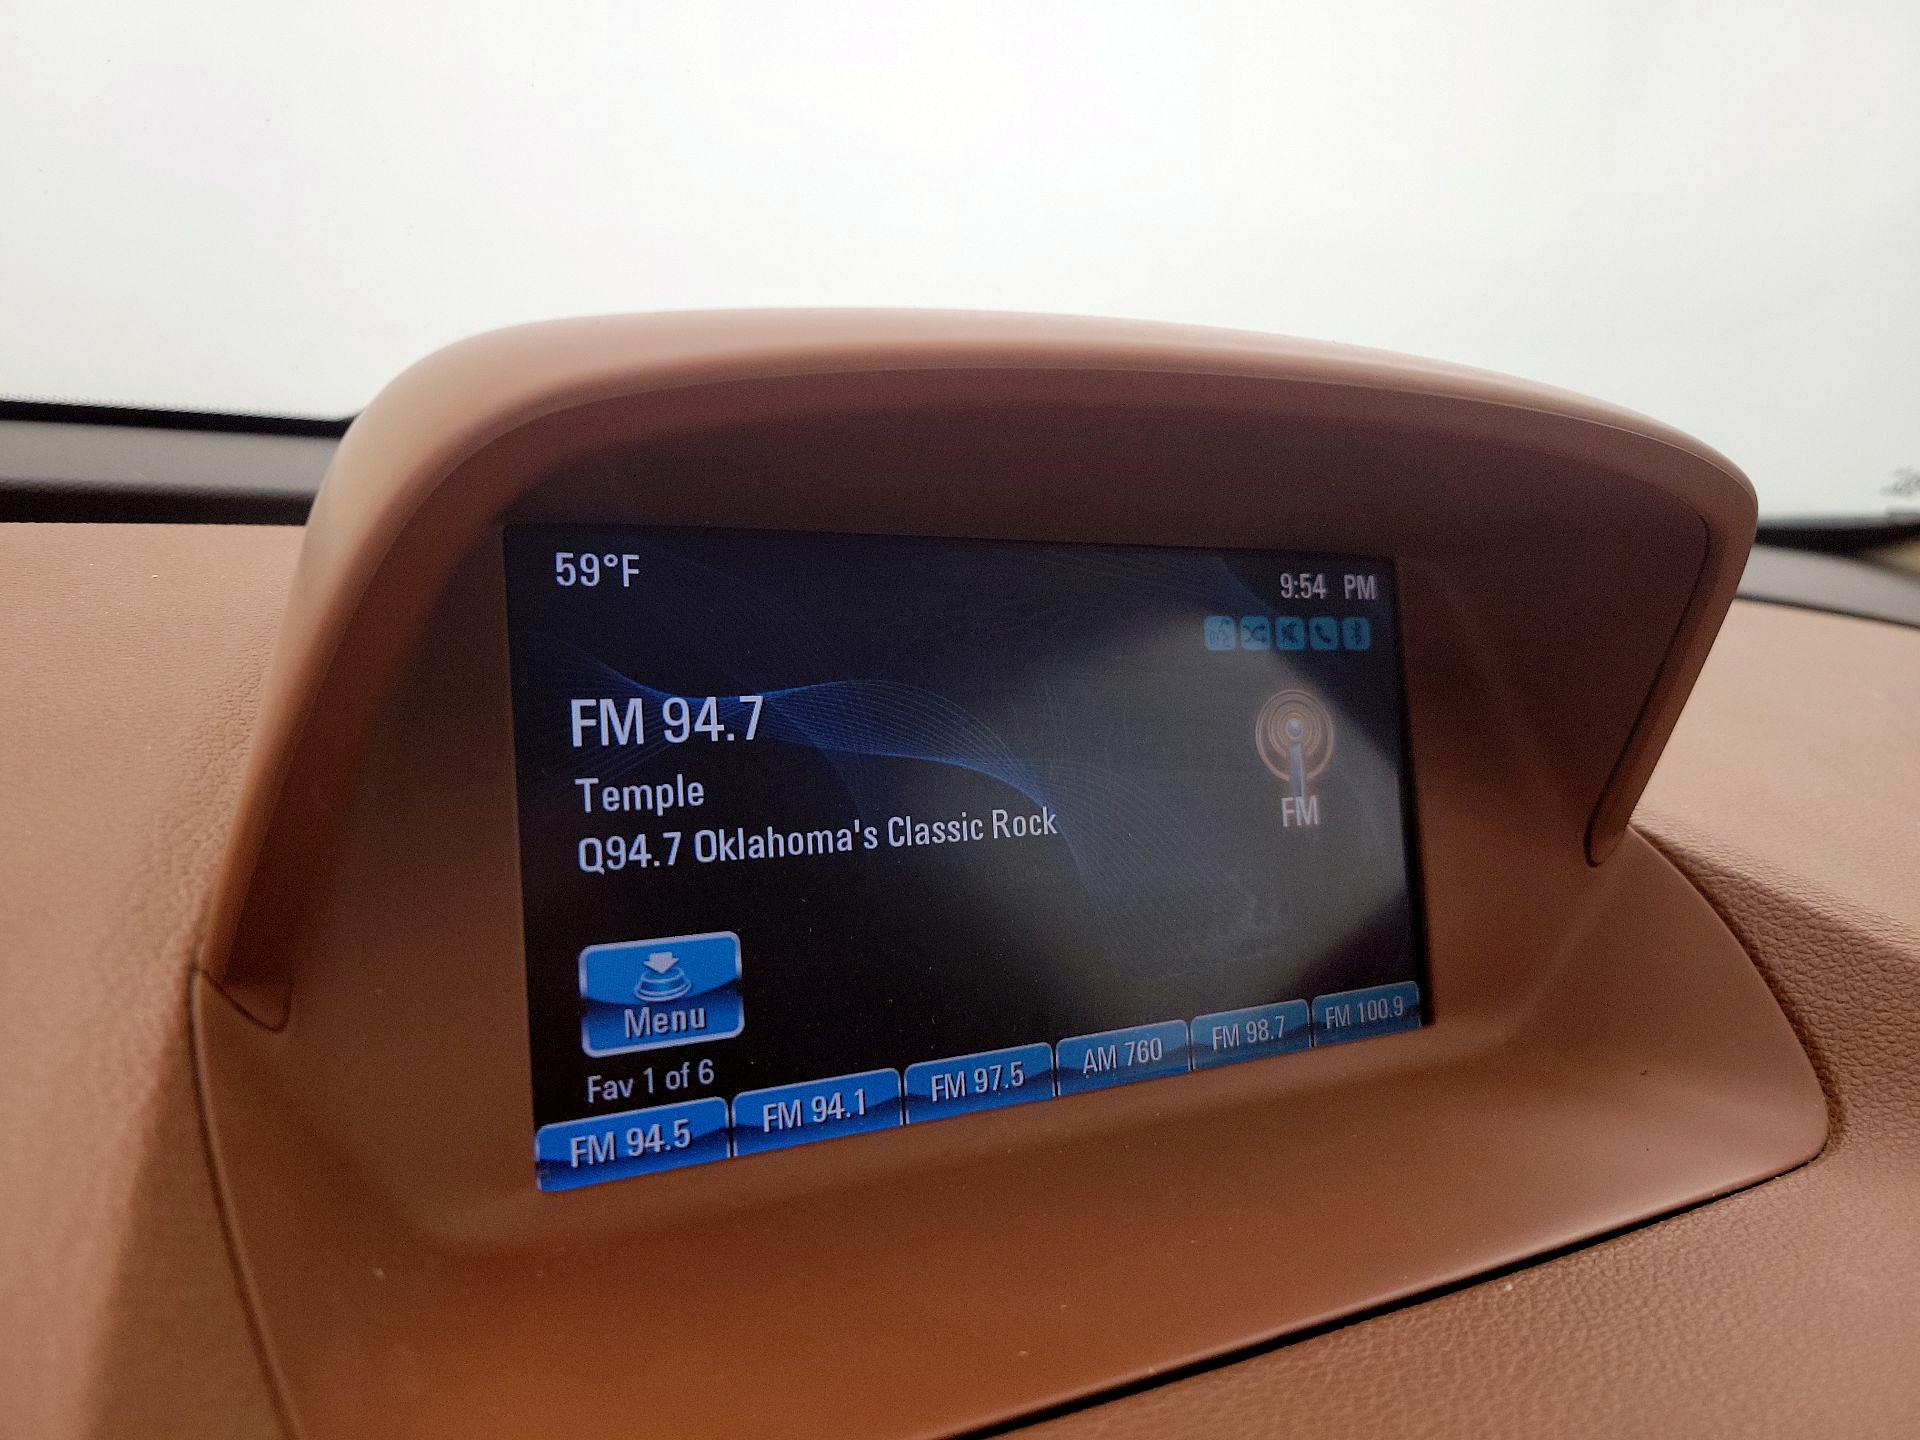 59°F
9:54 PM
FM 94.7
FM
Temple
Q94.7 Oklahoma's Classic Rock
Menu
Fav 1 of 6
FM 94.5
FM 94.1
FM 97.5
AM 760
FM 98.7
FM 100.9